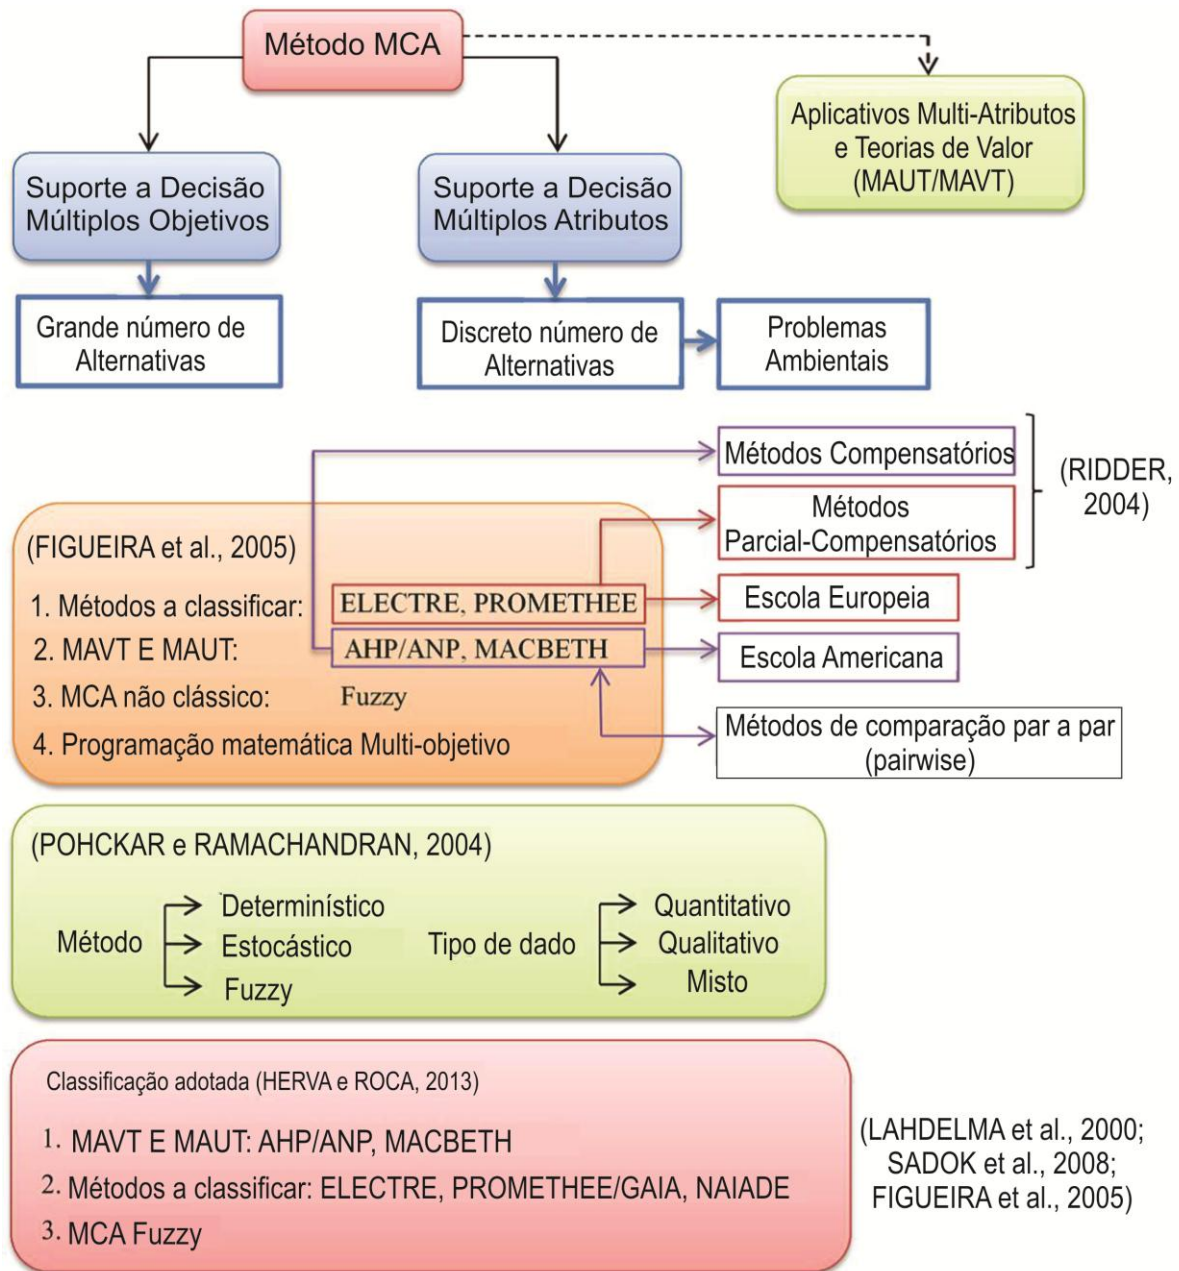 Método MCA
Aplicativos Multi-Atributos
e Teorias de Valor
(MAUT/MAVT)
Suporte a Decisão
Múltiplos Objetivos
Suporte a Decisão
Múltiplos Atributos
Grande número de
Alternativas
Discreto número de
Alternativas
Problemas
Ambientais
Métodos Compensatórios
Métodos
Parcial-Compensatórios
(RIDDER,
2004)
(FIGUEIRA et al., 2005)
1. Métodos a classificar: ELECTRE, PROMETHEE
2. MAVT E MAUT: AHP/ANP, MACBETH
3. MCA não clássico: Fuzzy
4. Programação matemática Multi-objetivo
Escola Europeia
Escola Americana
Métodos de comparação par a par
(pairwise)
(POHCKAR e RAMACHANDRAN, 2004)
Método
Determinístico
Estocástico
Fuzzy
Tipo de dado
Quantitativo
Qualitativo
Misto
Classificação adotada (HERVA e ROCA, 2013)
1. MAVT E MAUT: AHP/ANP, MACBETH
2. Métodos a classificar: ELECTRE, PROMETHEE/GAIA, NAIADE
3. MCA Fuzzy
(LAHDELMA et al., 2000;
SADOK et al., 2008;
FIGUEIRA et al., 2005)